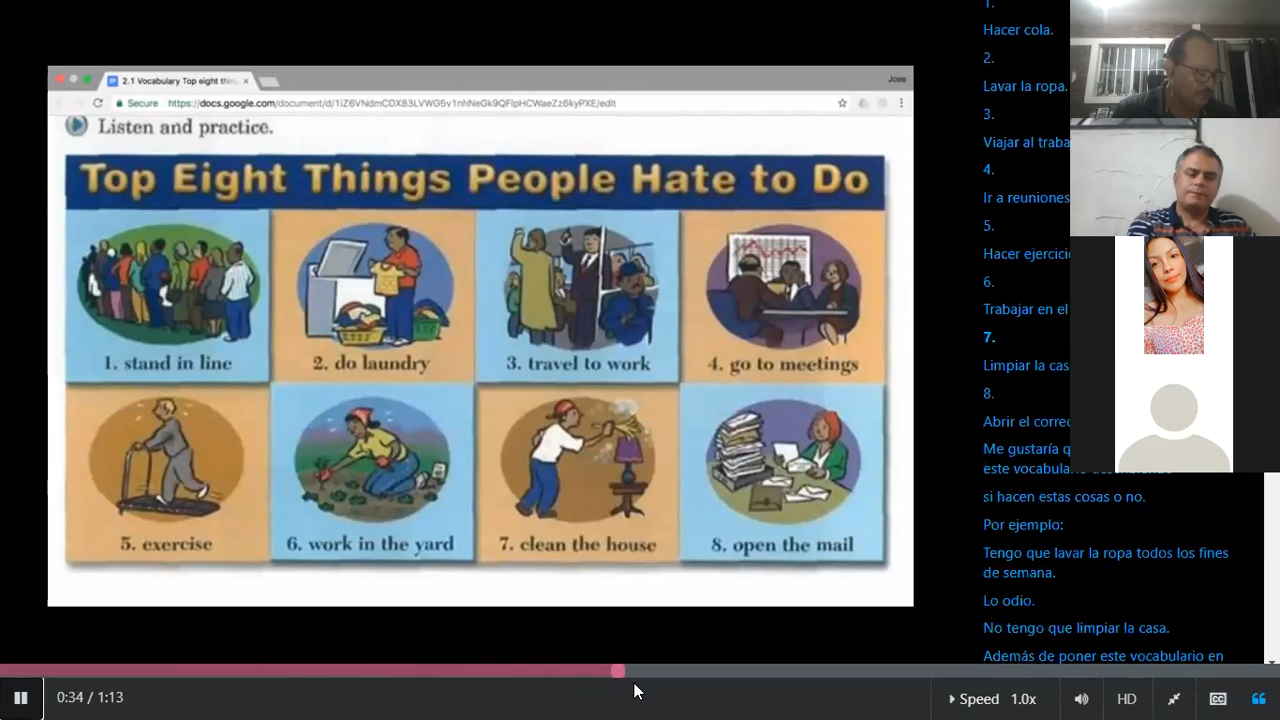 2.1 Vocabulary Top eight thin
Jose
Secure https://docs.google.com/document/d/1iZ6VNdmCDX83LVWG5v1nhNeGk9QFlpHCWaeZz6kyPXE/edit
Listen and practice.
Top Eight Things People Hate to Do
1. stand in line
2. do laundry
3. travel to work
4. go to meetings
5. exercise
6. work in the yard
7. clean the house
8. open the mail
1.
Hacer cola.
2.
Lavar la ropa.
3.
Viajar al traba
4.
Ir a reuniones
5.
Hacer ejercici
6.
Trabajar en el
7.
Limpiar la cas
8.
Abrir el corre
Me gustaría q
este vocabulario
si hacen estas cosas o no.
Por ejemplo:
Tengo que lavar la ropa todos los fines
de semana.
Lo odio.
No tengo que limpiar la casa.
Además de poner este vocabulario en
0:34 / 1:13
Speed 1.0x
HD
CC